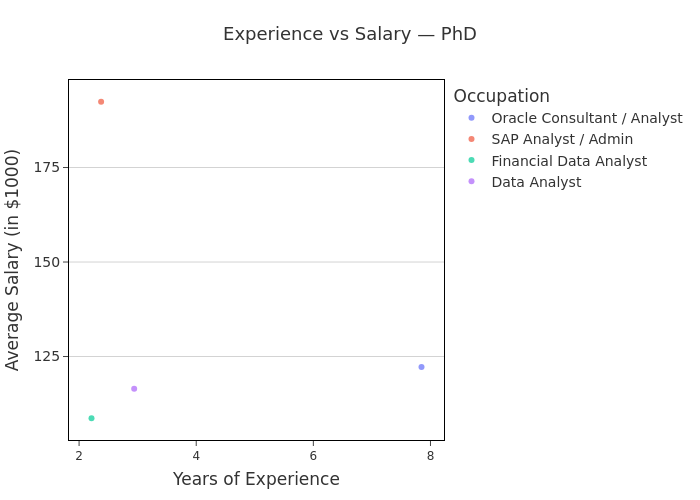 Experience vs Salary — PhD
Occupation
Oracle Consultant / Analyst
SAP Analyst / Admin
Financial Data Analyst
Data Analyst
Average Salary (in $1000)
175
150
125
2 4 6 8
Years of Experience